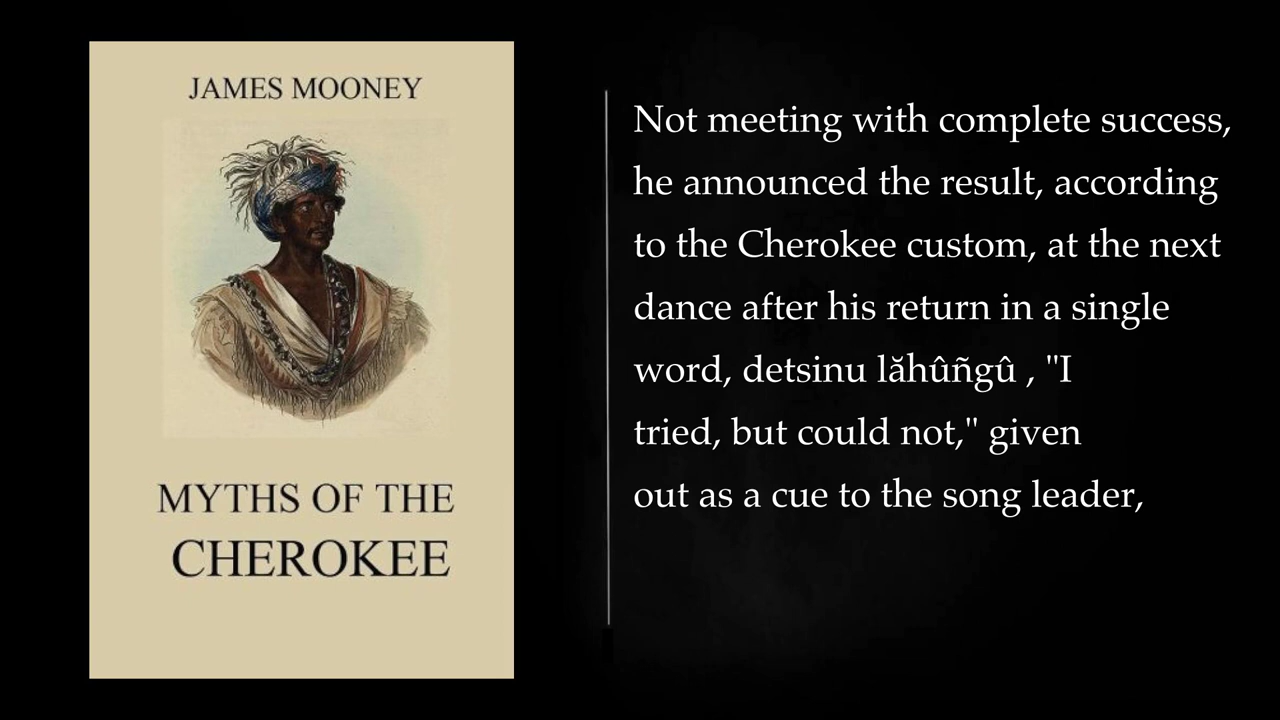 JAMES MOONEY
MYTHS OF THE
CHEROKEE
Not meeting with complete success,
he announced the result, according
to the Cherokee custom, at the next
dance after his return in a single
word, detsinu lăhûñgû , "I
tried, but could not," given
out as a cue to the song leader,